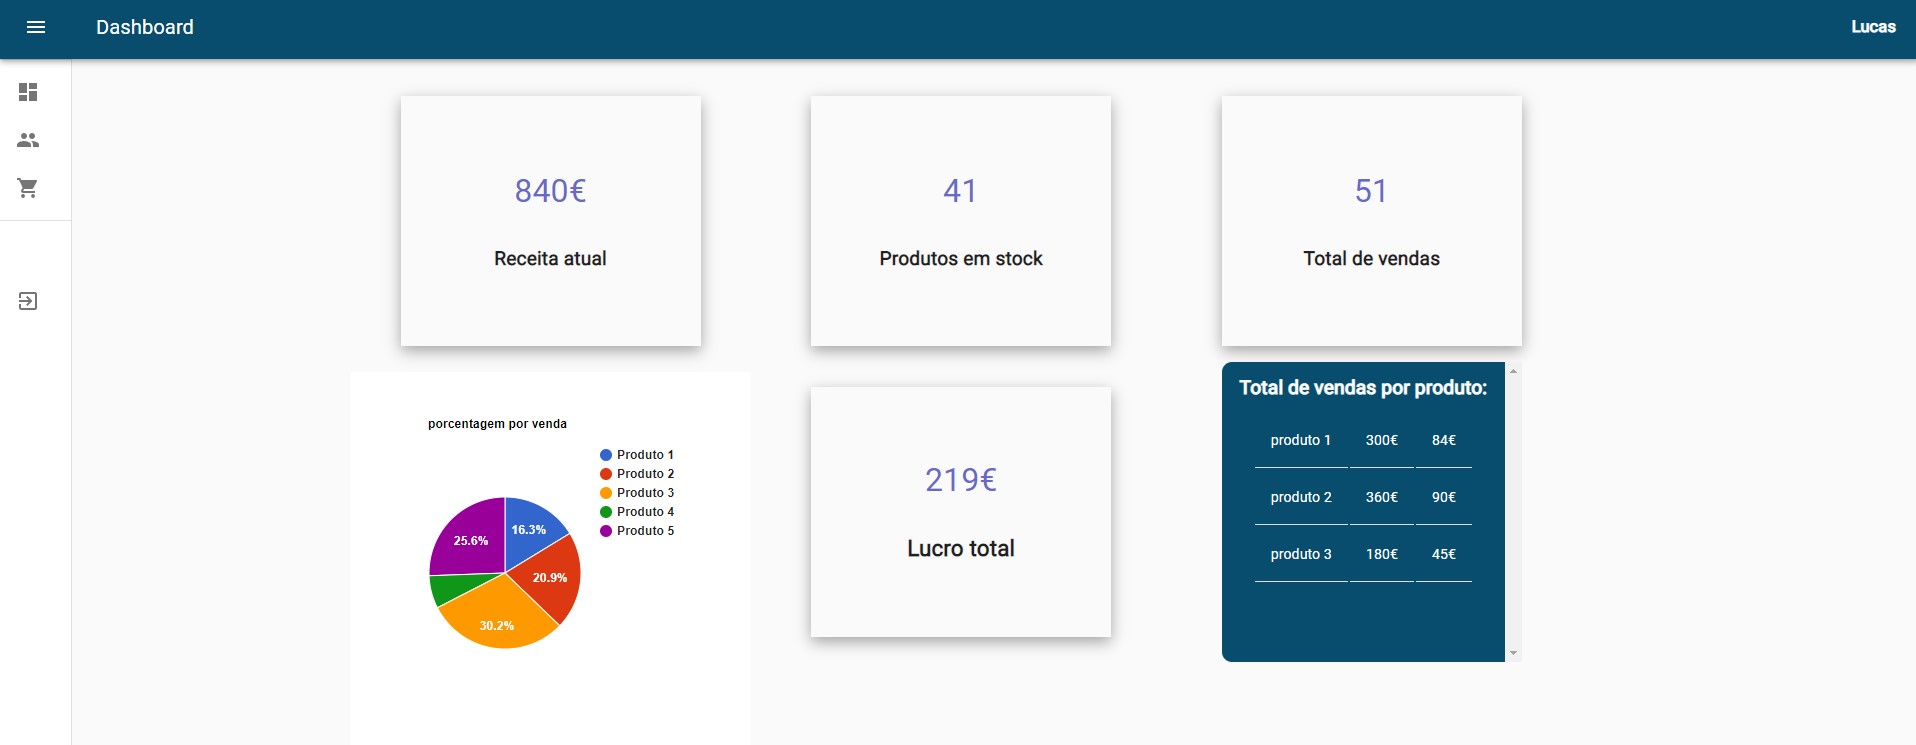 Dashboard
Lucas
840€
Receita atual
41
Produtos em stock
51
Total de vendas
porcentagem por venda
Produto 1
Produto 2
Produto 3
Produto 4
Produto 5
16.3%
20.9%
30.2%
25.6%
219€
Lucro total
Total de vendas por produto:
produto 1 300€ 84€
produto 2 360€ 90€
produto 3 180€ 45€